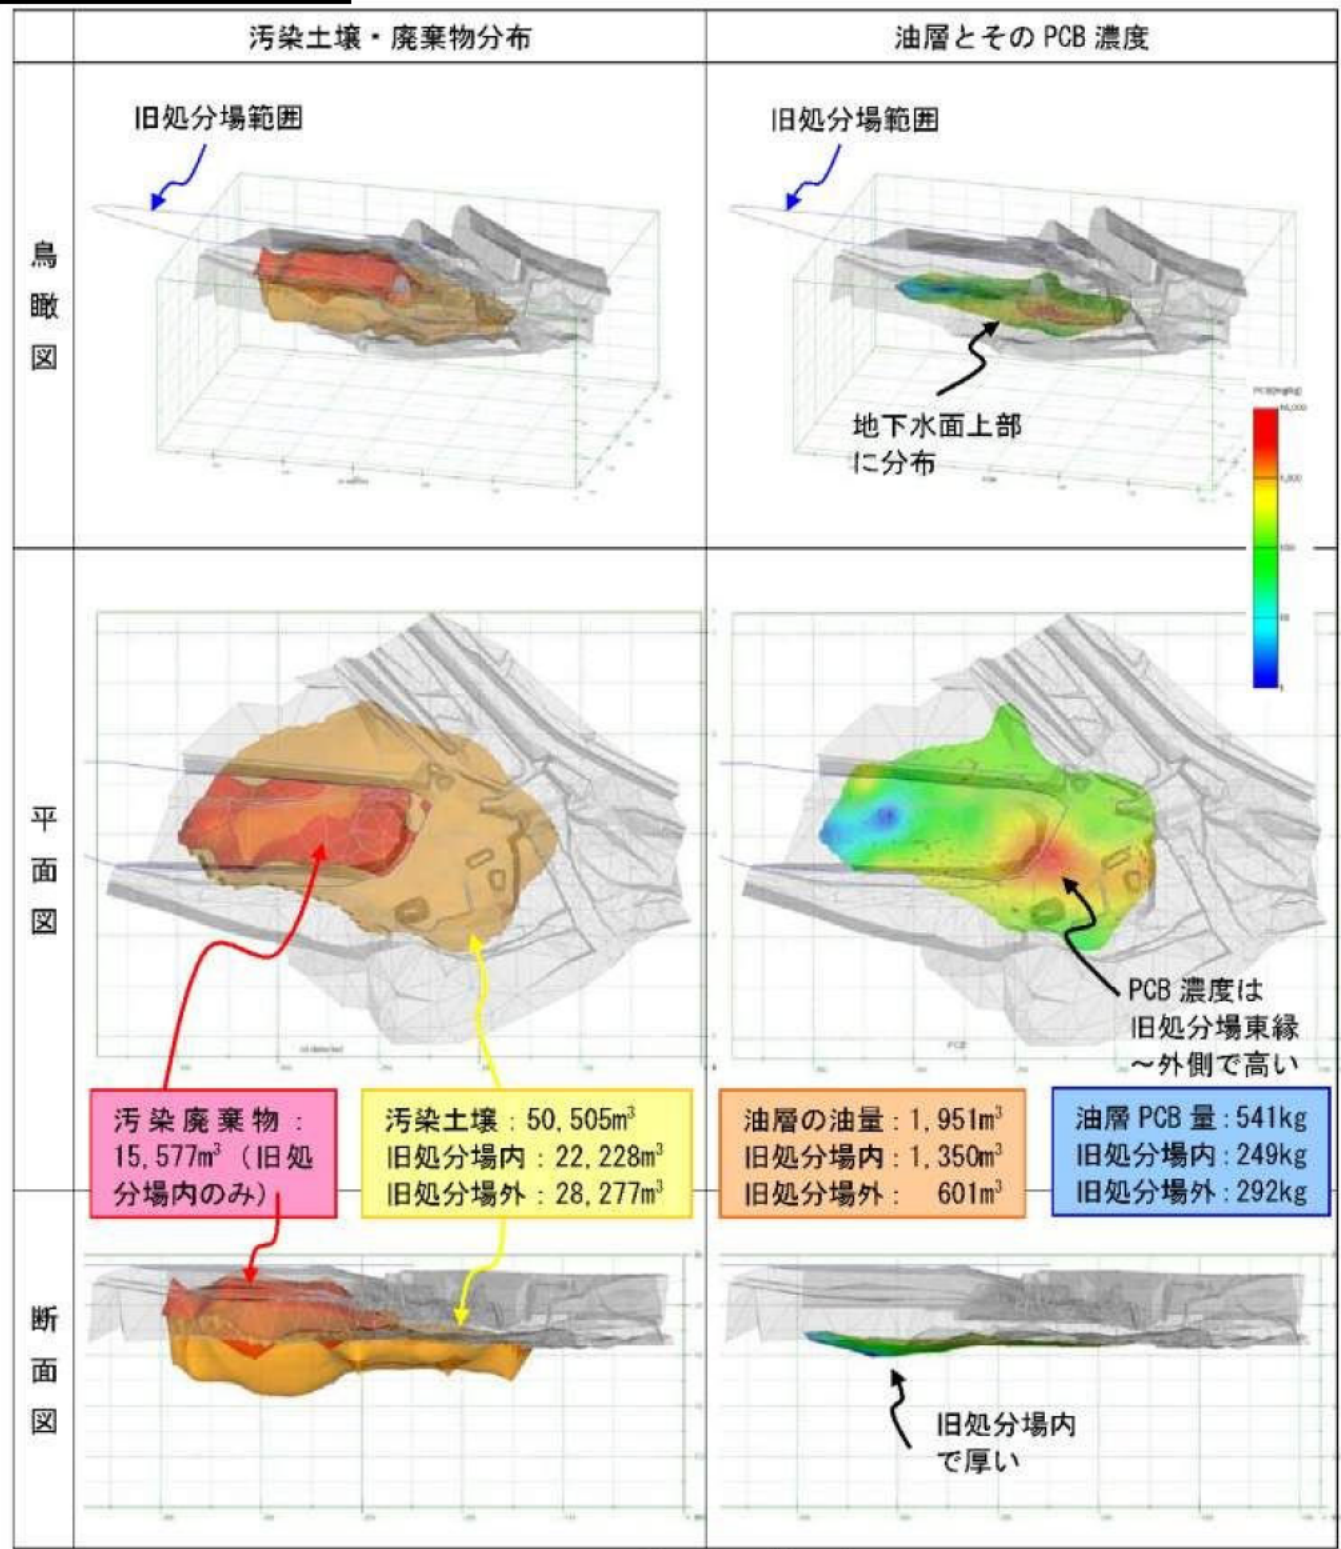 汚染土壌・廃棄物分布
油層とその PCB 濃度
鳥瞰図
旧処分場範囲
旧処分場範囲
地下水面上部
に分布
平面図
PCB 濃度は
旧処分場東縁
～外側で高い
汚染廃棄物：
15,577m³（旧処
分場内のみ）
汚染土壌：50,505m³
旧処分場内：22,228m³
旧処分場外：28,277m³
油層の油量：1,951m³
旧処分場内：1,350m³
旧処分場外： 601m³
油層 PCB 量：541kg
旧処分場内：249kg
旧処分場外：292kg
断面図
旧処分場内
で厚い